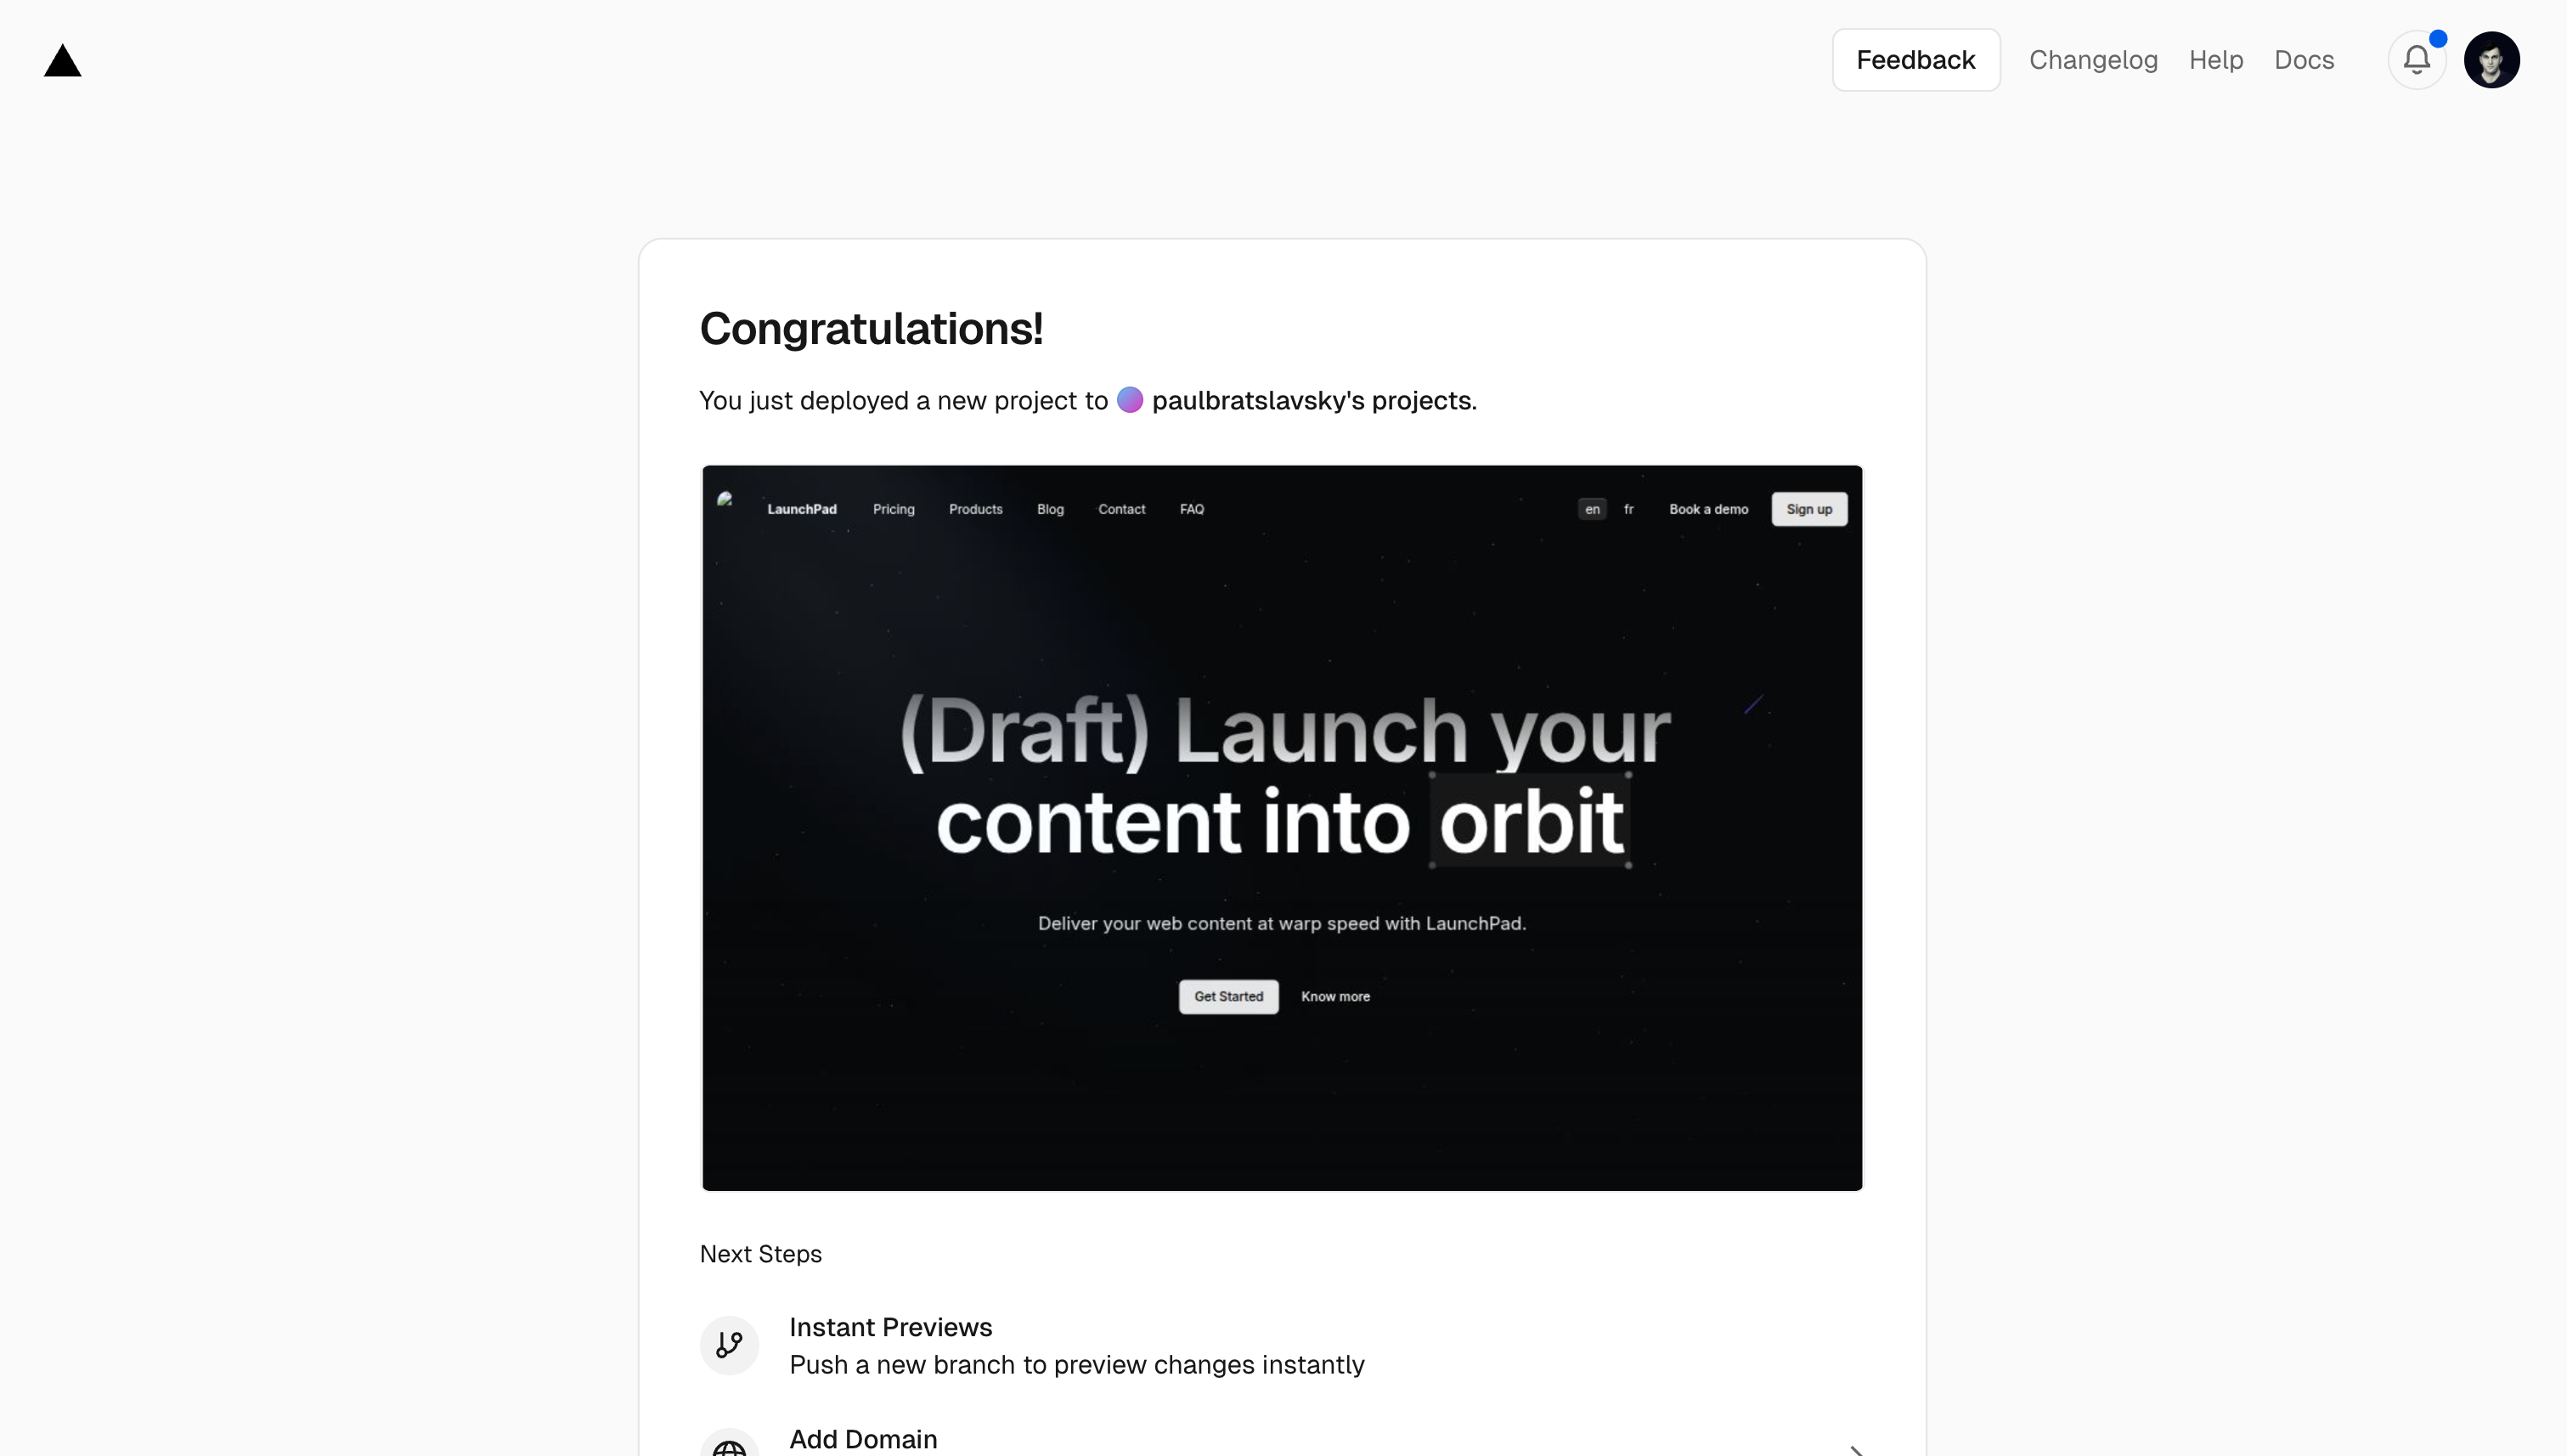 Feedback Changelog Help Docs
Congratulations!
You just deployed a new project to paulbratslavsky's projects.
LaunchPad Pricing Products Blog Contact FAQ en fr Book a demo Sign up
(Draft) Launch your
content into orbit
Deliver your web content at warp speed with LaunchPad.
Get Started Know more
Next Steps
Instant Previews
Push a new branch to preview changes instantly
Add Domain